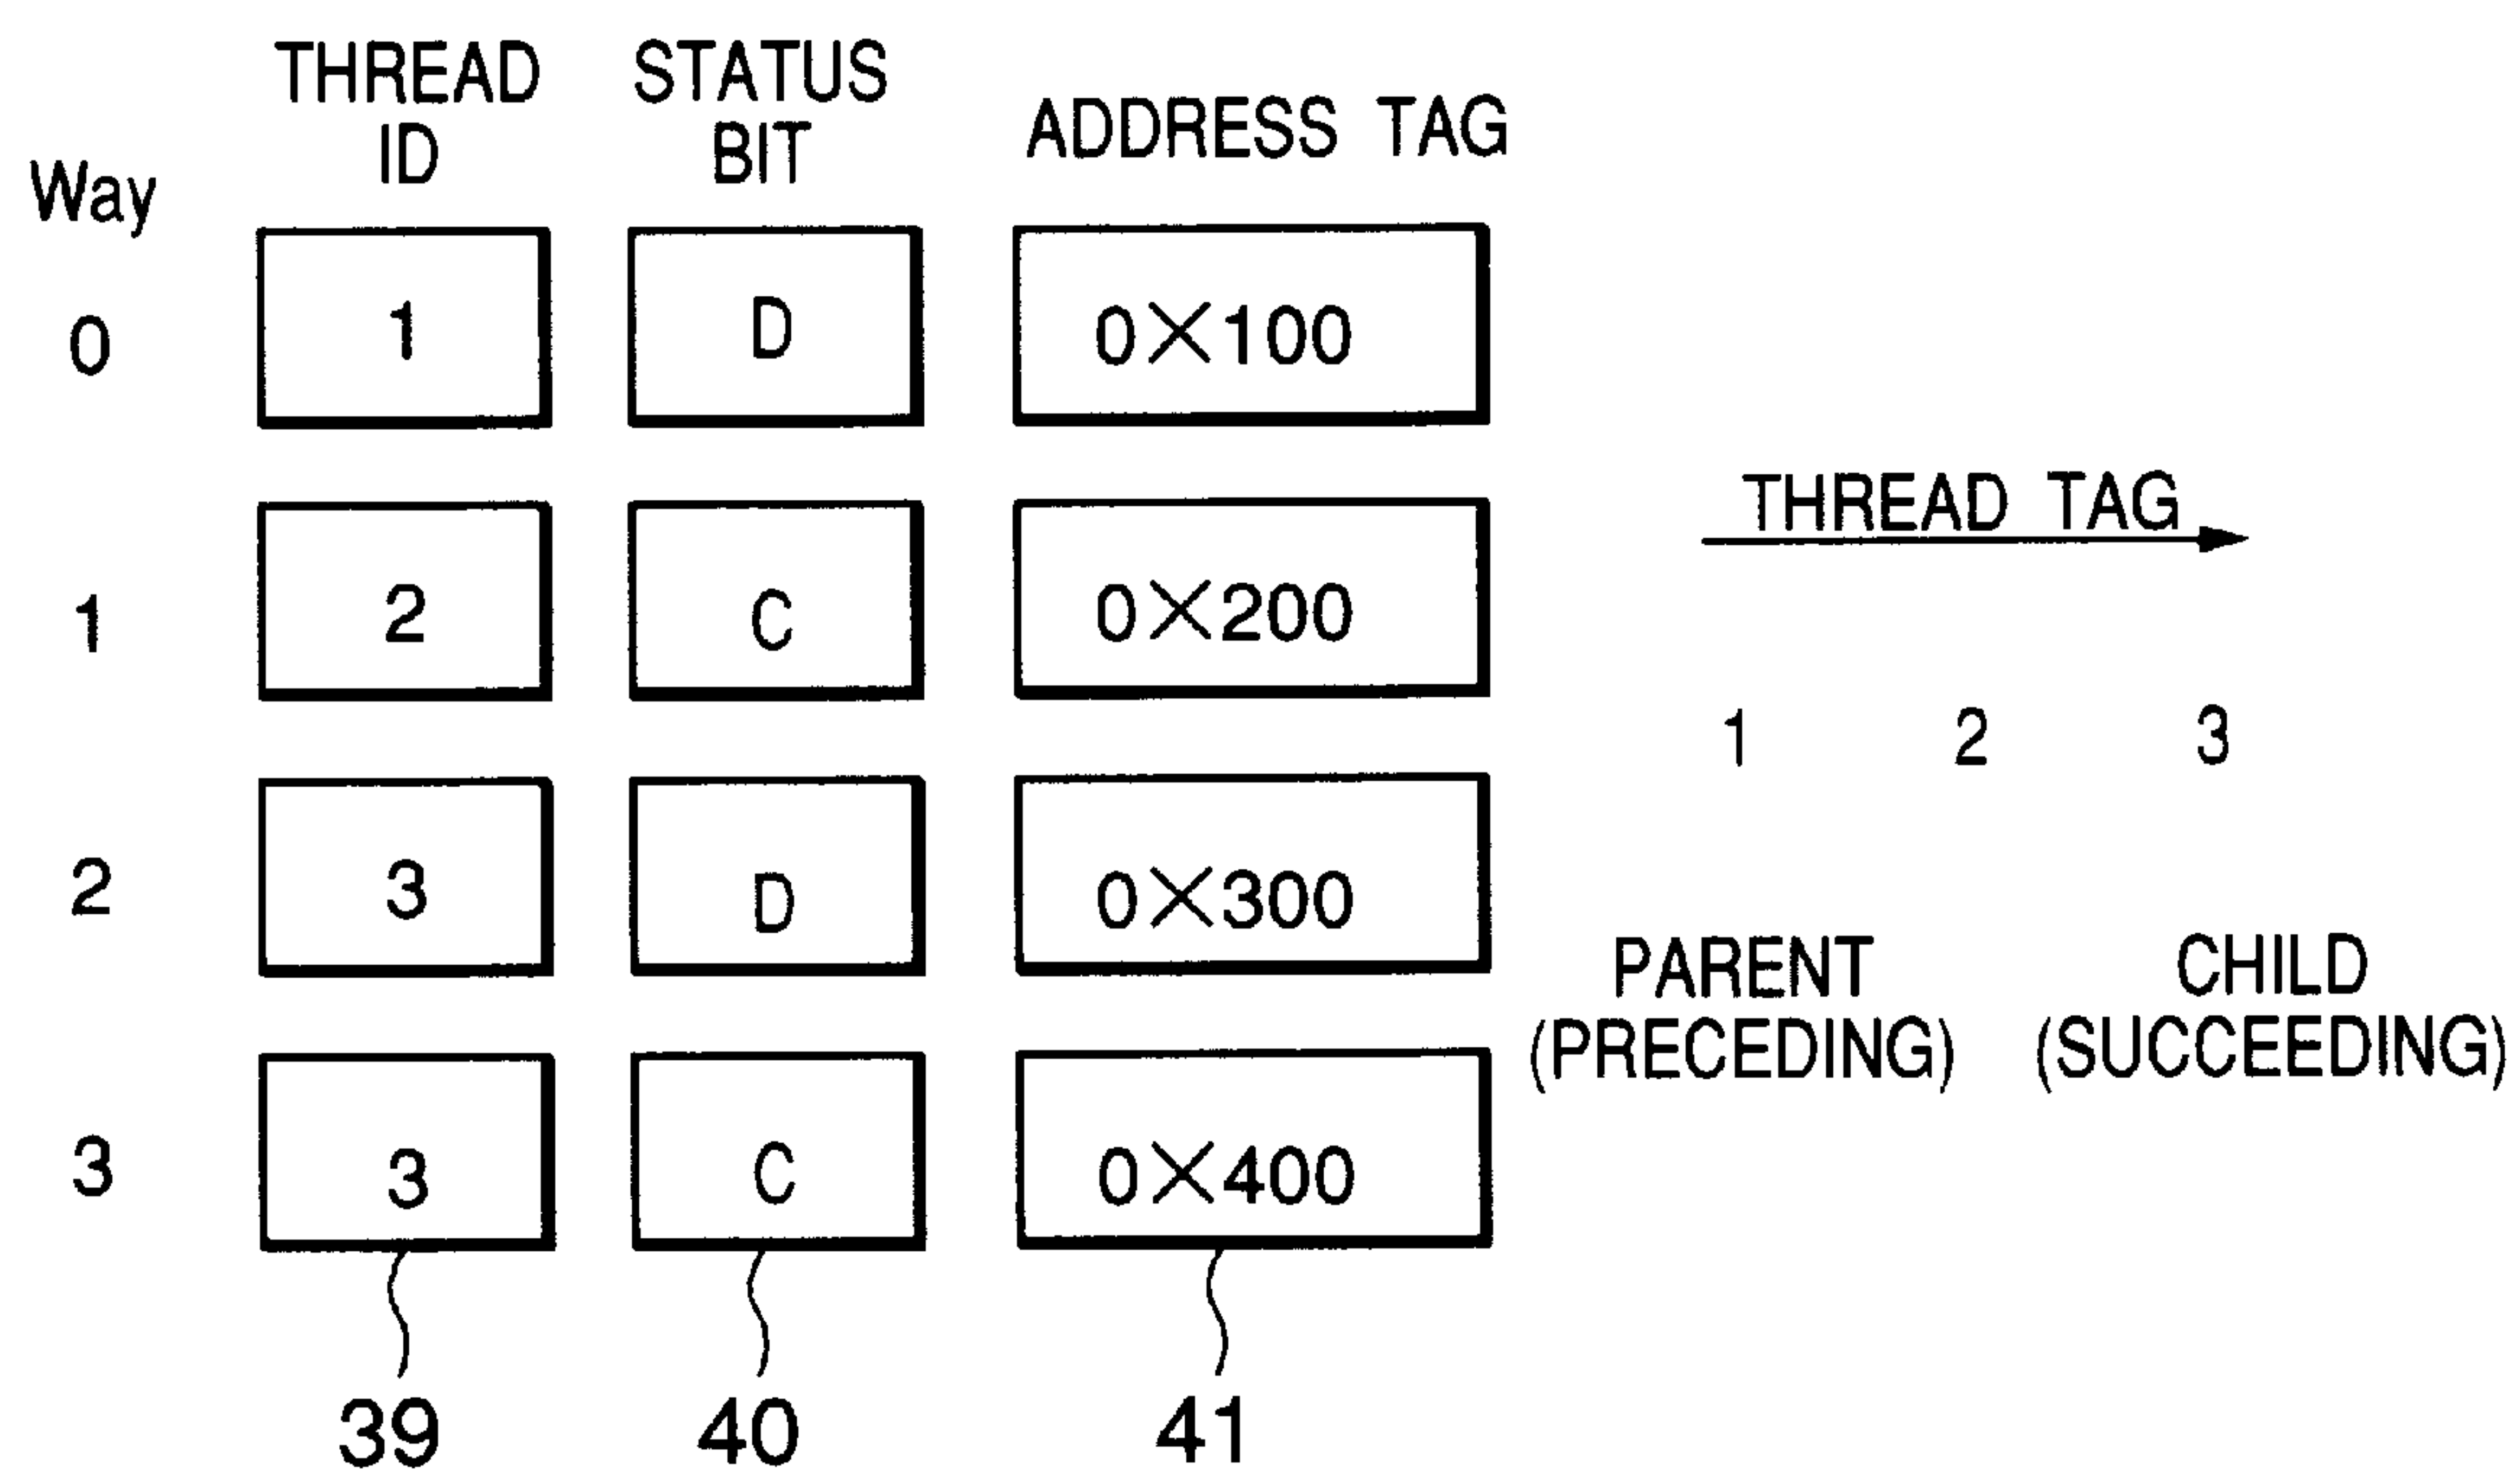 THREAD STATUS
ID BIT ADDRESS TAG
Way
0 1 D 0×100
THREAD TAG
1 2 C 0×200
1 2 3
2 3 D 0×300
PARENT CHILD
(PRECEDING) (SUCCEEDING)
3 3 C 0×400
39 40 41